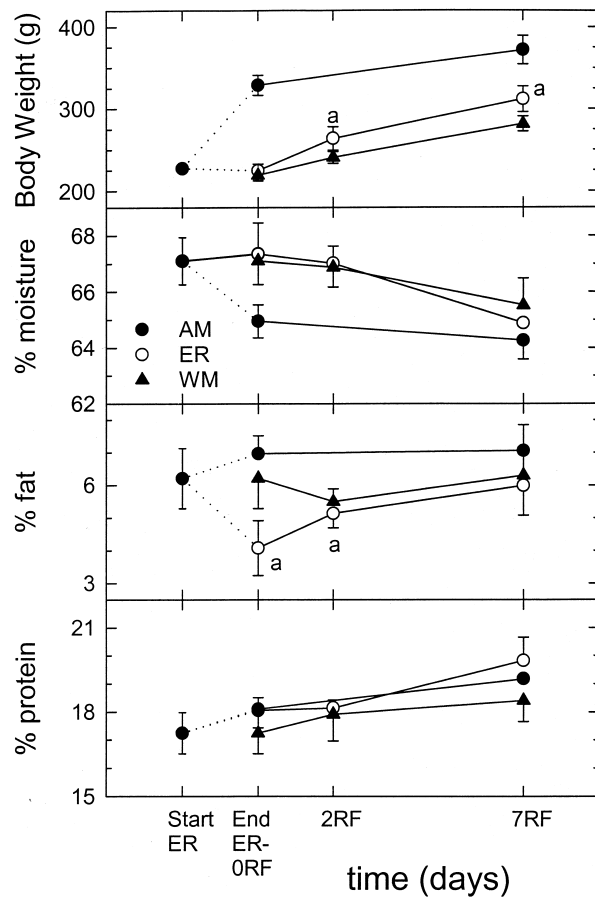 400
300
200
Body Weight (g)
a
a
68
66
64
62
% moisture
AM
ER
WM
6
3
% fat
a
a
21
18
15
% protein
Start ER
End ER-0RF
2RF
7RF
time (days)